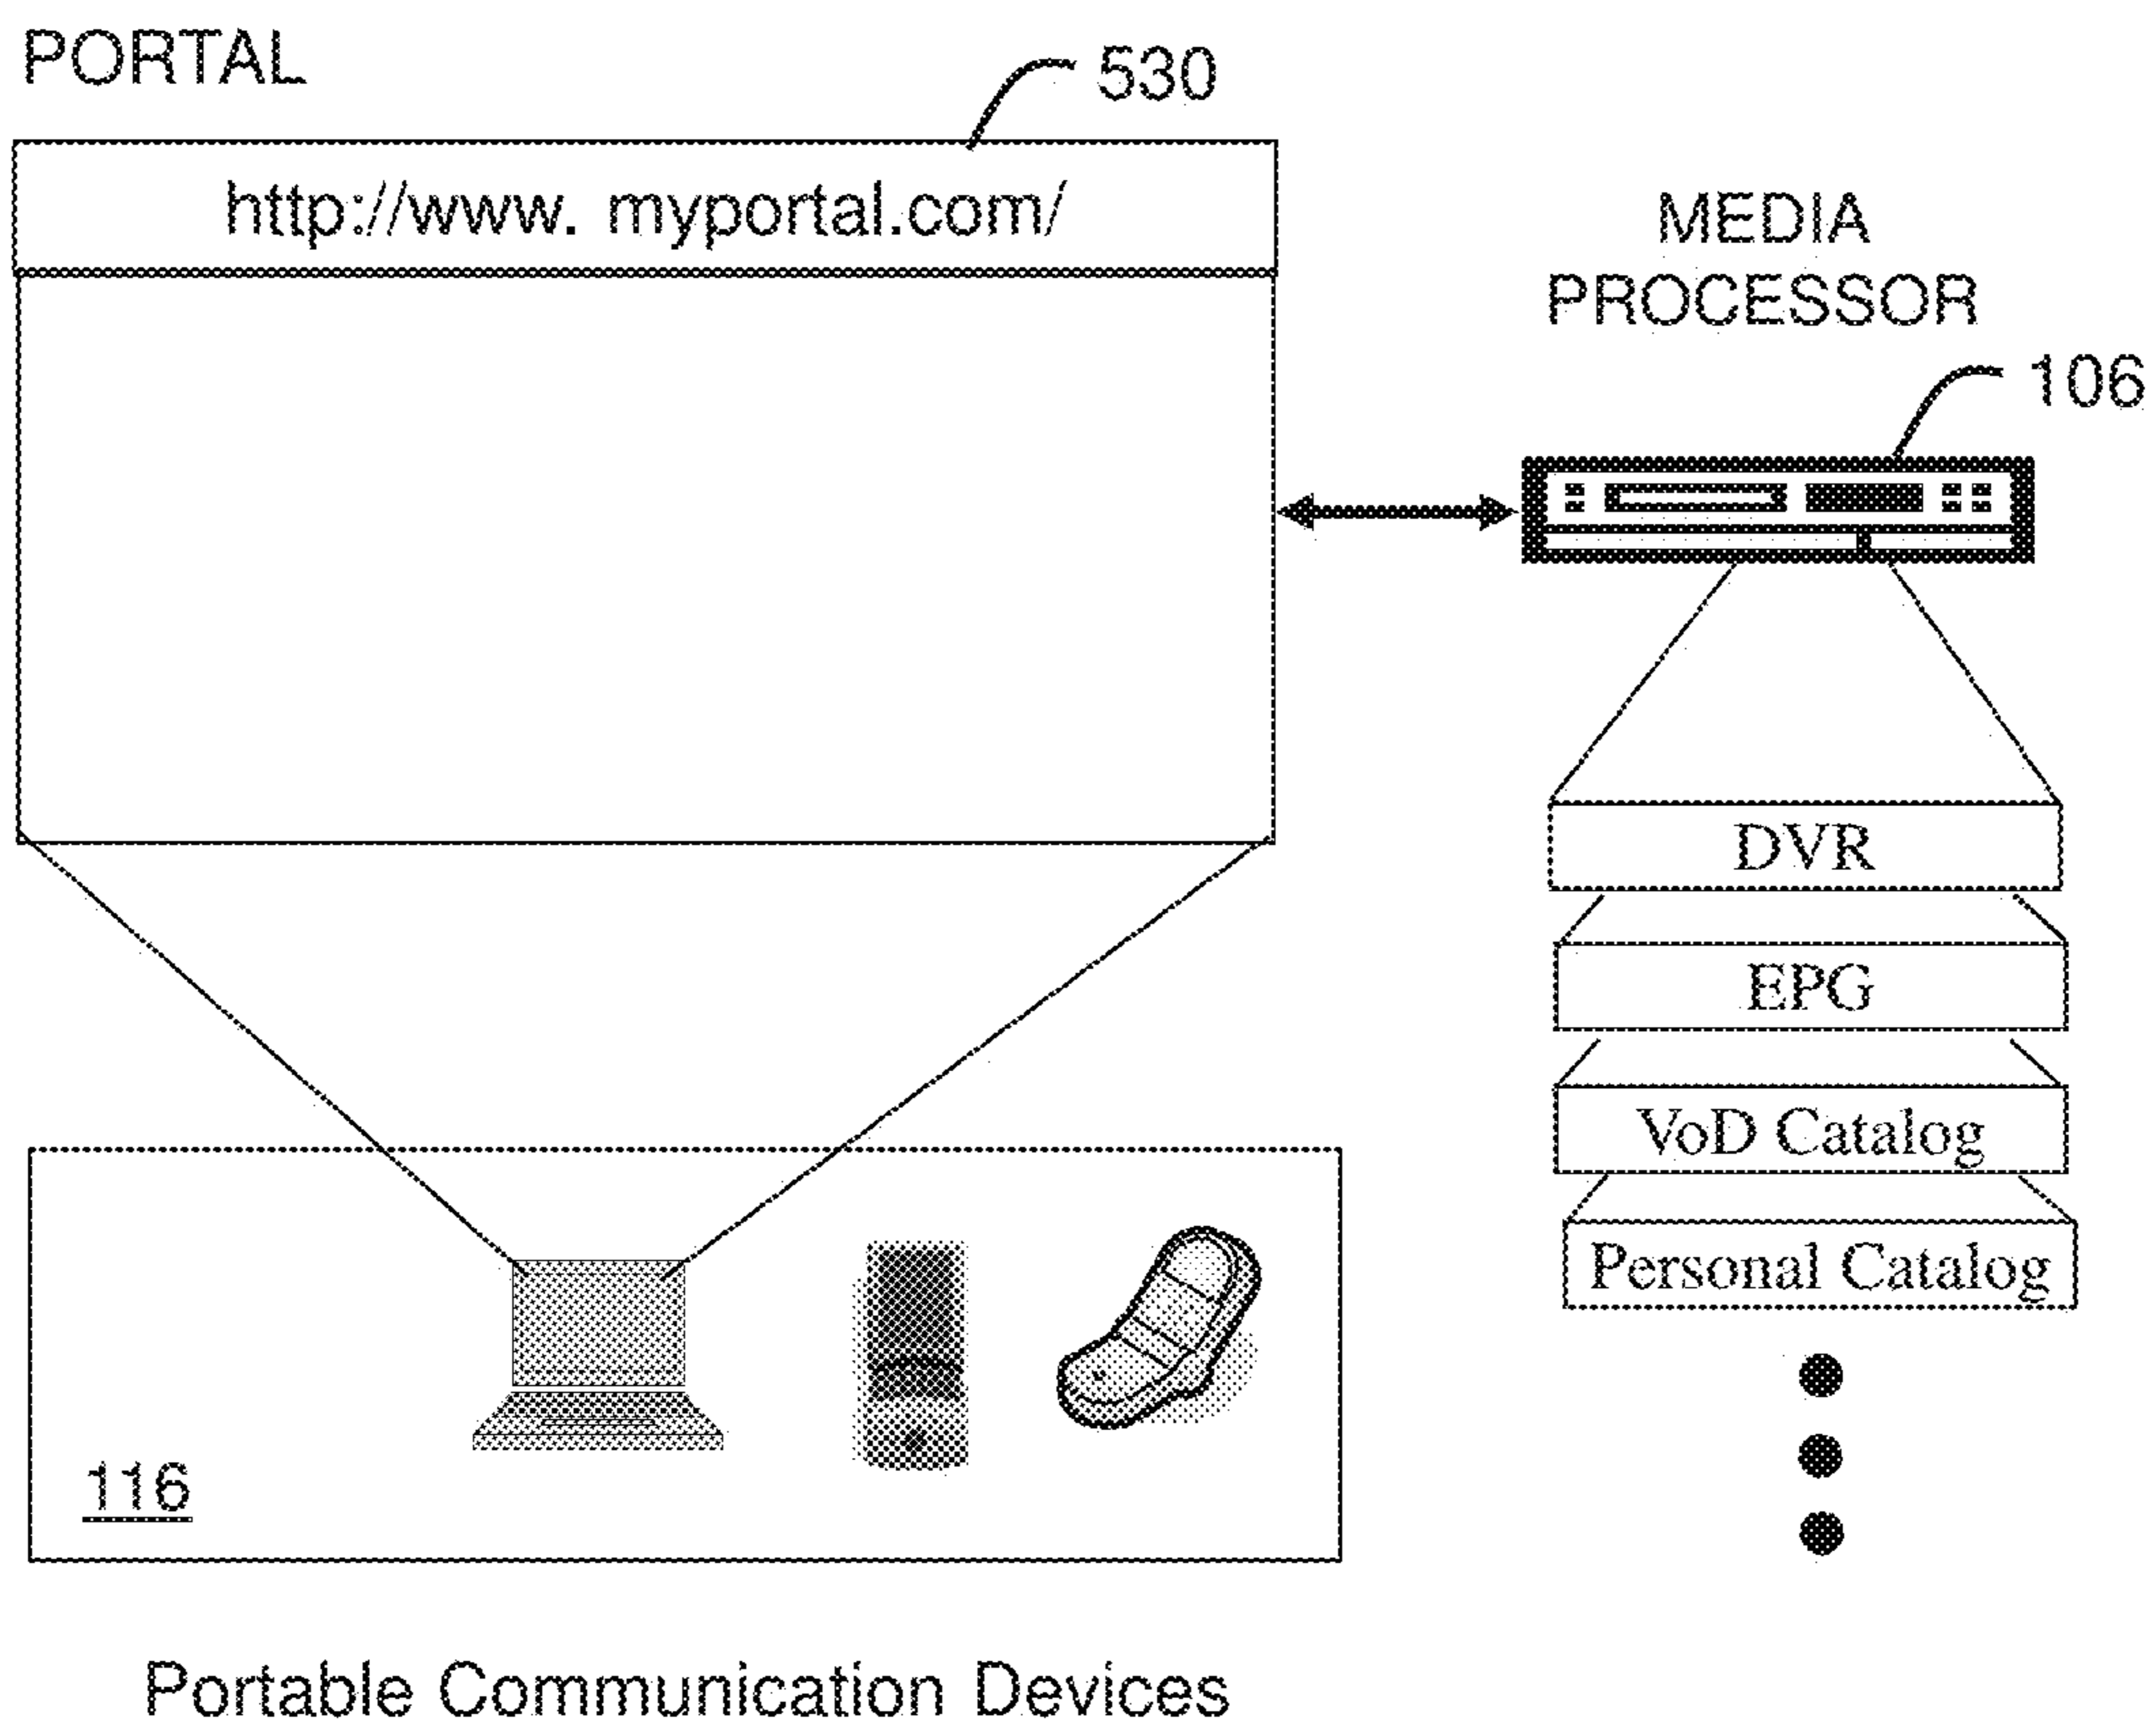 PORTAL
530
http://www. myportal.com/
MEDIA
PROCESSOR
106
DVR
EPG
VoD Catalog
Personal Catalog
116
Portable Communication Devices